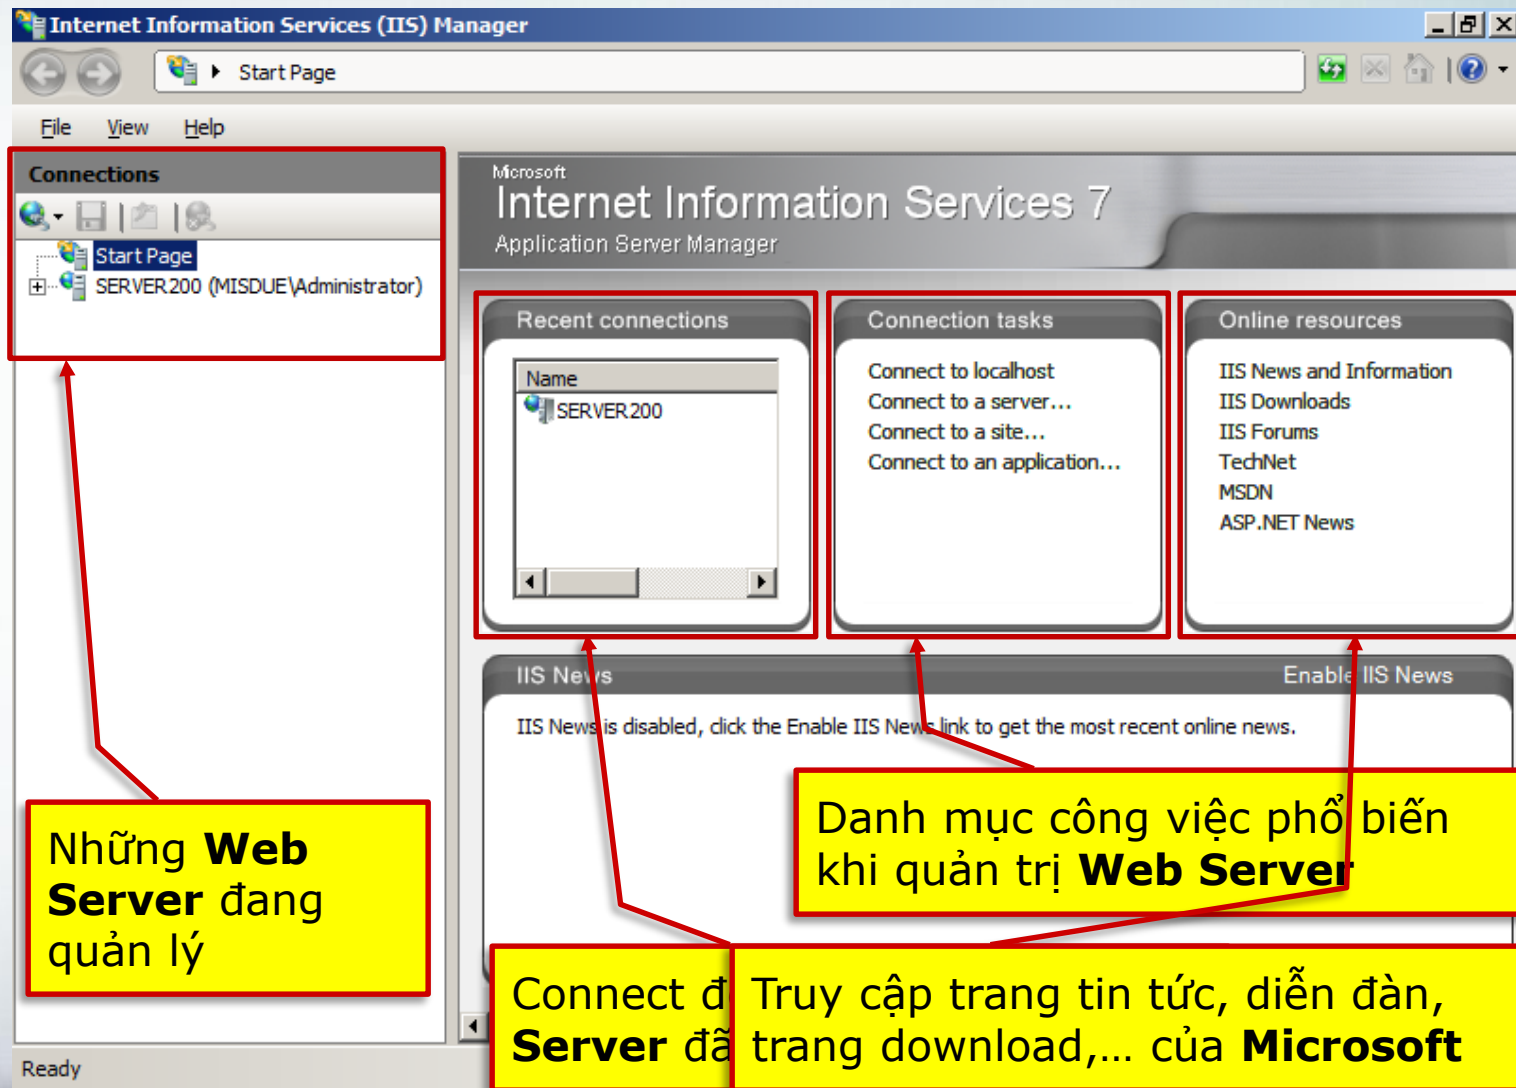 Internet Information Services (IIS) Manager
Start Page
File View Help
Connections
Start Page
SERVER200 (MISDUE\Administrator)
Microsoft
Internet Information Services 7
Application Server Manager
Recent connections
Name
SERVER200
Connection tasks
Connect to localhost
Connect to a server...
Connect to a site...
Connect to an application...
Online resources
IIS News and Information
IIS Downloads
IIS Forums
TechNet
MSDN
ASP.NET News
IIS News
Enable IIS News
IIS News is disabled, click the Enable IIS News link to get the most recent online news.
Những Web
Server đang
quản lý
Danh mục công việc phổ biến
khi quản trị Web Server
Connect
Server đã
Truy cập trang tin tức, diễn đàn,
trang download,... của Microsoft
Ready